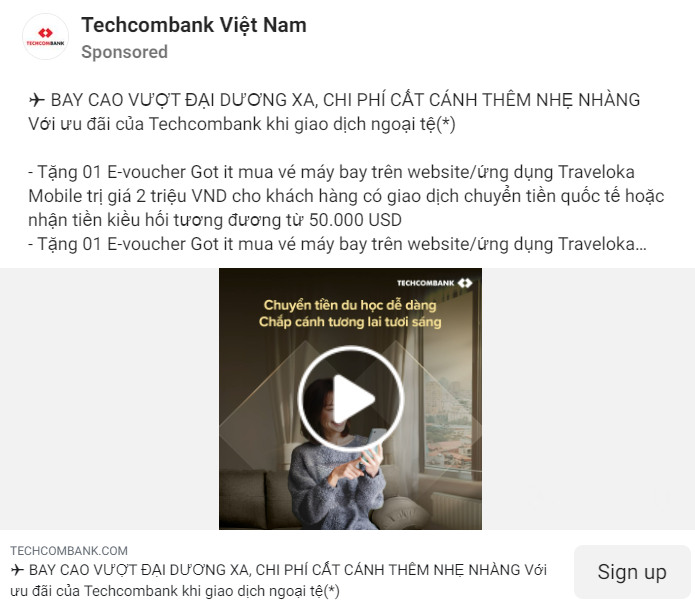 TECHCOMBANK
Techcombank Việt Nam
Sponsored
✈ BAY CAO VƯỢT ĐẠI DƯƠNG XA, CHI PHÍ CẤT CÁNH THÊM NHẸ NHÀNG
Với ưu đãi của Techcombank khi giao dịch ngoại tệ(*)
- Tặng 01 E-voucher Got it mua vé máy bay trên website/ứng dụng Traveloka
Mobile trị giá 2 triệu VND cho khách hàng có giao dịch chuyển tiền quốc tế hoặc
nhận tiền kiều hối tương đương từ 50.000 USD
- Tặng 01 E-voucher Got it mua vé máy bay trên website/ứng dụng Traveloka...
TECHCOMBANK
Chuyển tiền du học dễ dàng
Chắp cánh tương lai tươi sáng
TECHCOMBANK.COM
✈ BAY CAO VƯỢT ĐẠI DƯƠNG XA, CHI PHÍ CẤT CÁNH THÊM NHẸ NHÀNG Với
ưu đãi của Techcombank khi giao dịch ngoại tệ(*)
Sign up